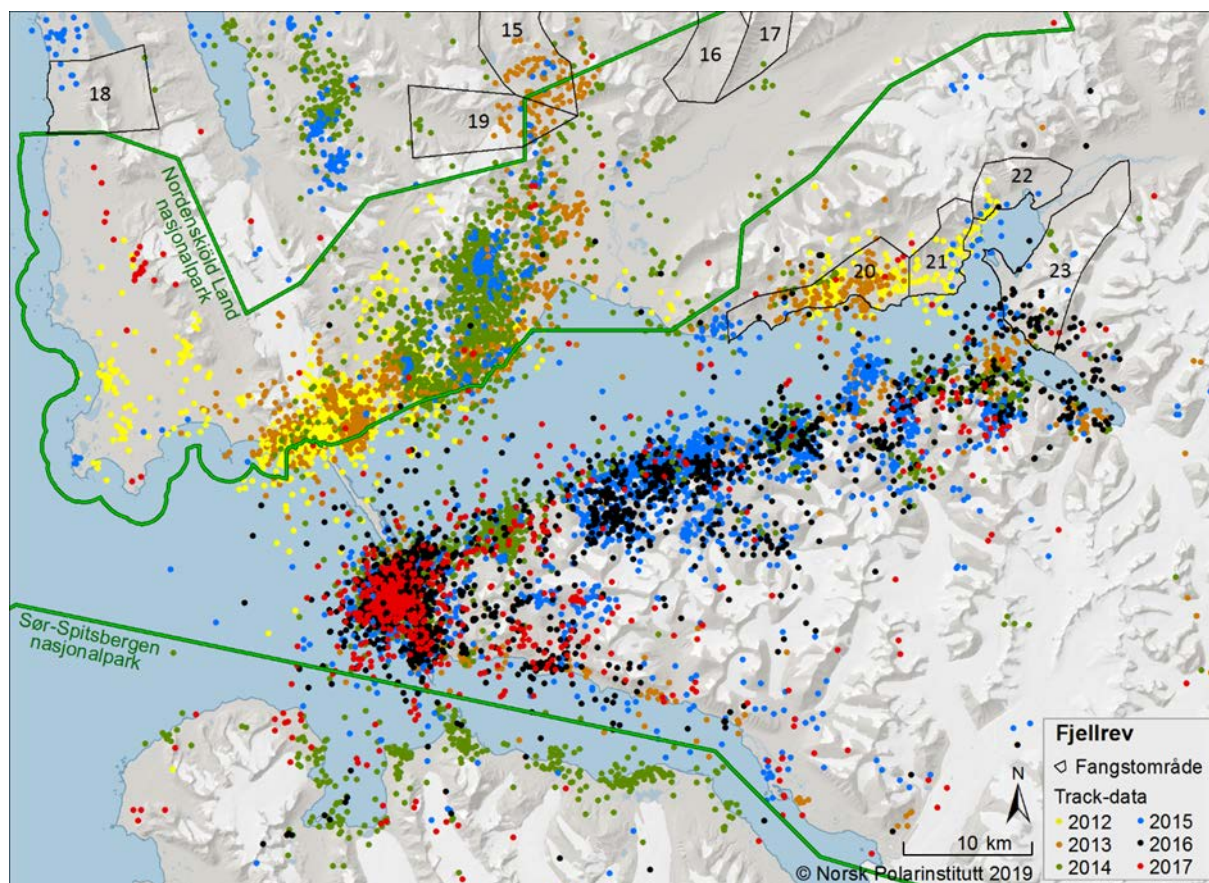 15
16
17
18
19
20
21
22
23
Nordenskiöld Land
nasjonalpark
Sør-Spitsbergen
nasjonalpark
Fjellrev
Fangstområde
Track-data
2012
2015
2013
2016
2014
2017
N
10 km
© Norsk Polarinstitutt 2019